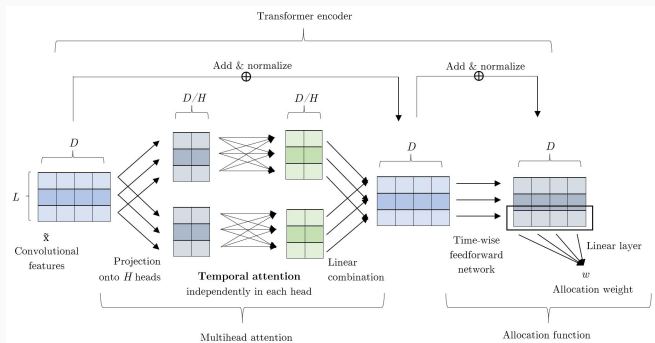 Transformer encoder
Add & normalize
Add & normalize
D/H
D/H
D
D
D
L
x̃
Convolutional
features
Projection
onto H heads
Temporal attention
independently in each head
Linear
combination
Time-wise
feedforward
network
Linear layer
w
Allocation weight
Multihead attention
Allocation function